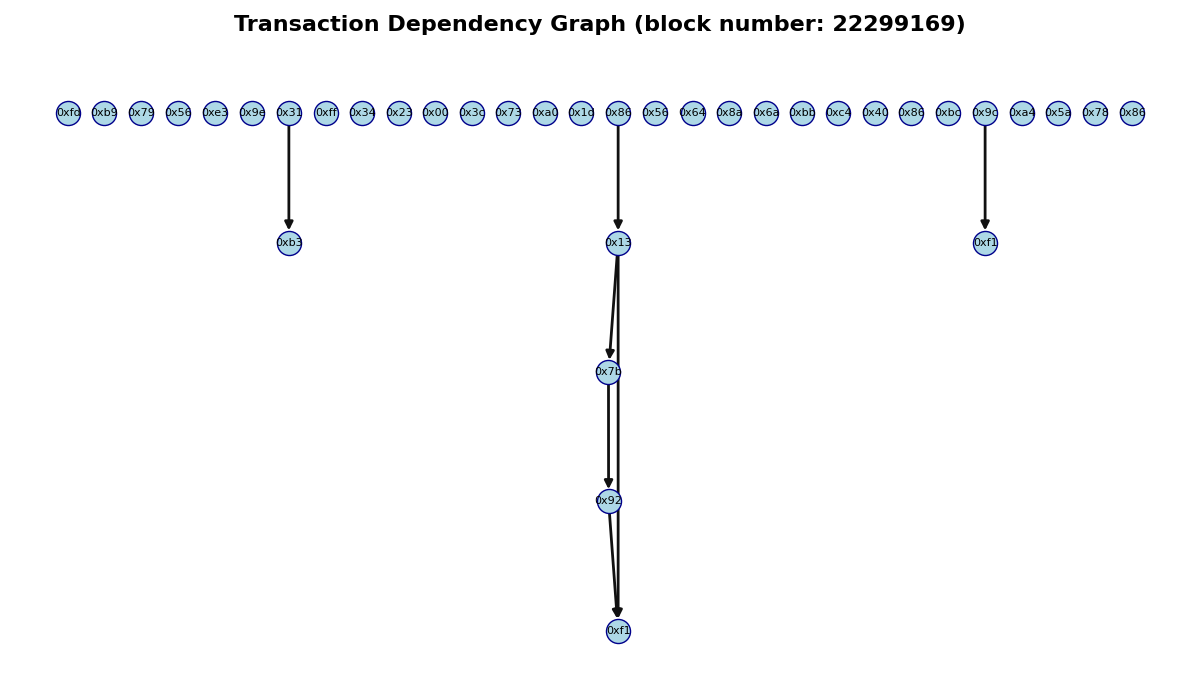 Transaction Dependency Graph (block number: 22299169)
0xfd 0xb9 0x79 0x56 0xe3 0x9e 0x31 0xff 0x34 0x23 0x00 0x3c 0x73 0xa0 0x1d 0x86 0x56 0x64 0x8a 0x6a 0xbb 0xc4 0x40 0x86 0xbc 0x9c 0xa4 0x5a 0x78 0x86
0xb3 0x13 0xf1
0x7b
0x92
0xf1